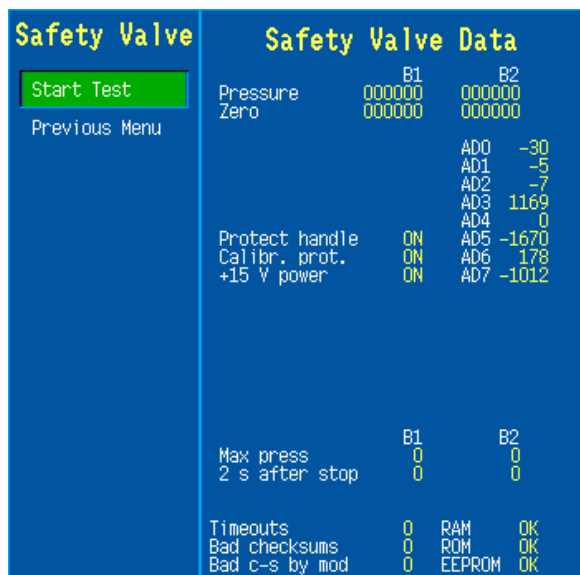 Safety Valve
Start Test
Previous Menu
Safety Valve Data
B1 B2
Pressure 000000 000000
Zero 000000 000000
AD0 -30
AD1 -5
AD2 -7
AD3 1169
AD4 0
Protect handle ON AD5 -1670
Calibr. prot. ON AD6 178
+15 V power ON AD7 -1012
B1 B2
Max press 0 0
2 s after stop 0 0
Timeouts 0 RAM OK
Bad checksums 0 ROM OK
Bad c-s by mod 0 EEPROM OK